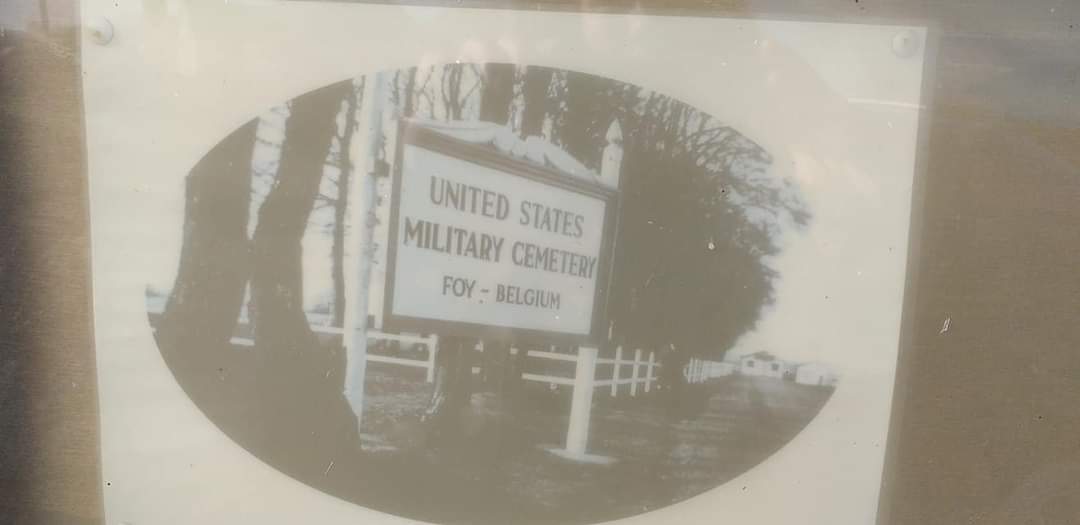 UNITED STATES
MILITARY CEMETERY
FOY - BELGIUM